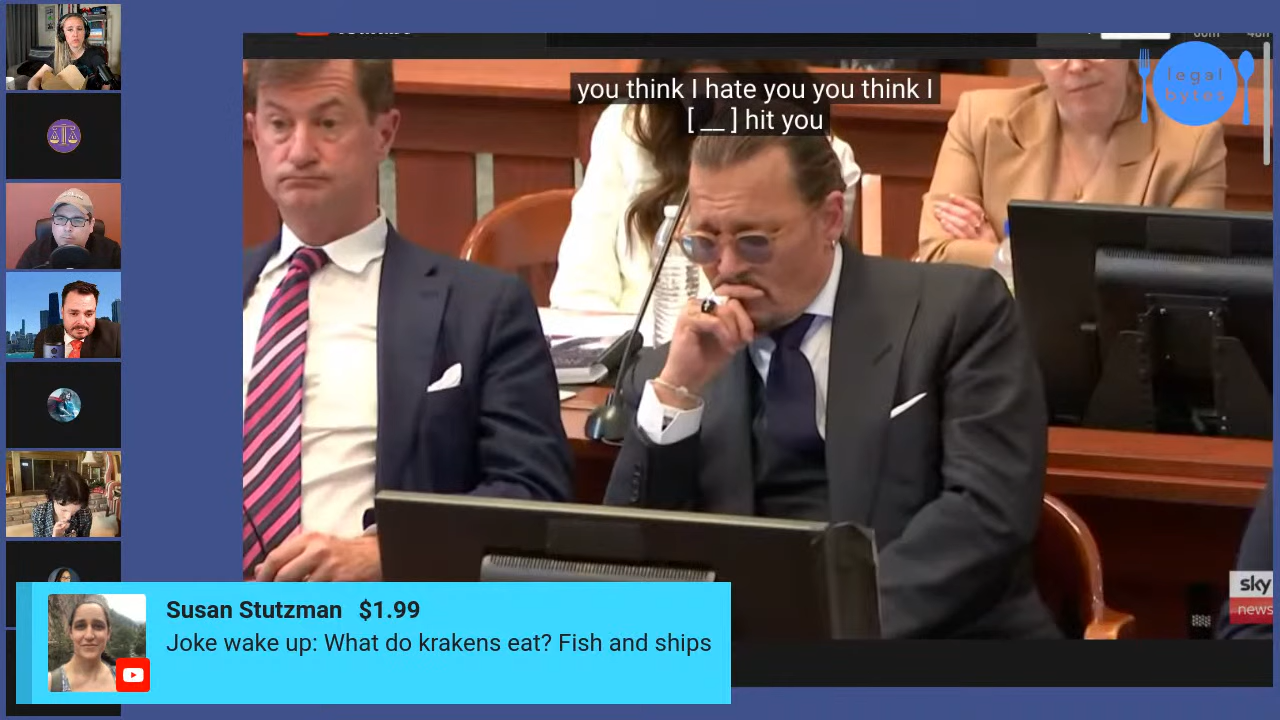 you think I hate you you think I
[ __ ] hit you
legal
bytes
sky
news
Susan Stutzman $1.99
Joke wake up: What do krakens eat? Fish and ships